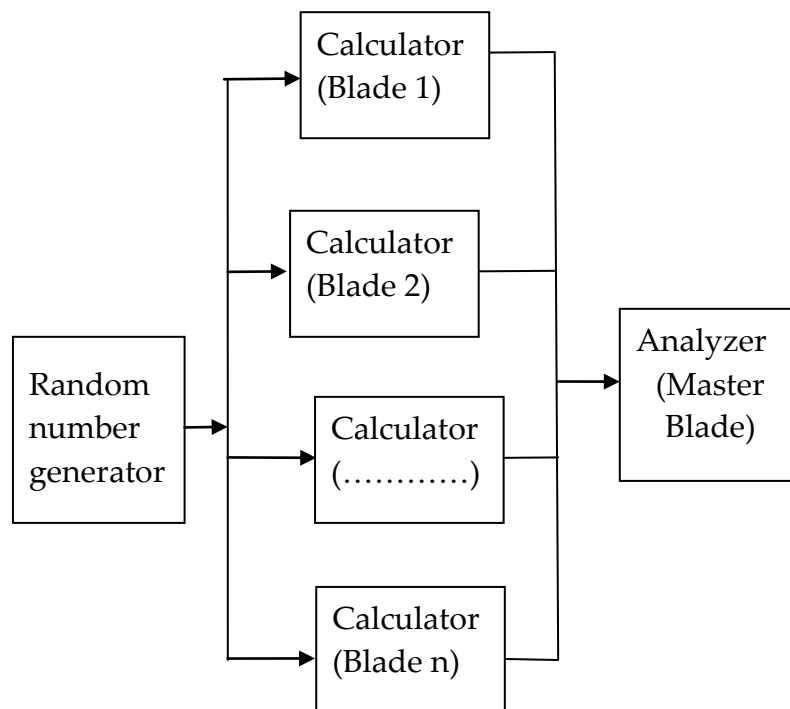 Calculator
(Blade 1)
Calculator
(Blade 2)
Random
number
generator
Calculator
(…………)
Calculator
(Blade n)
Analyzer
(Master
Blade)